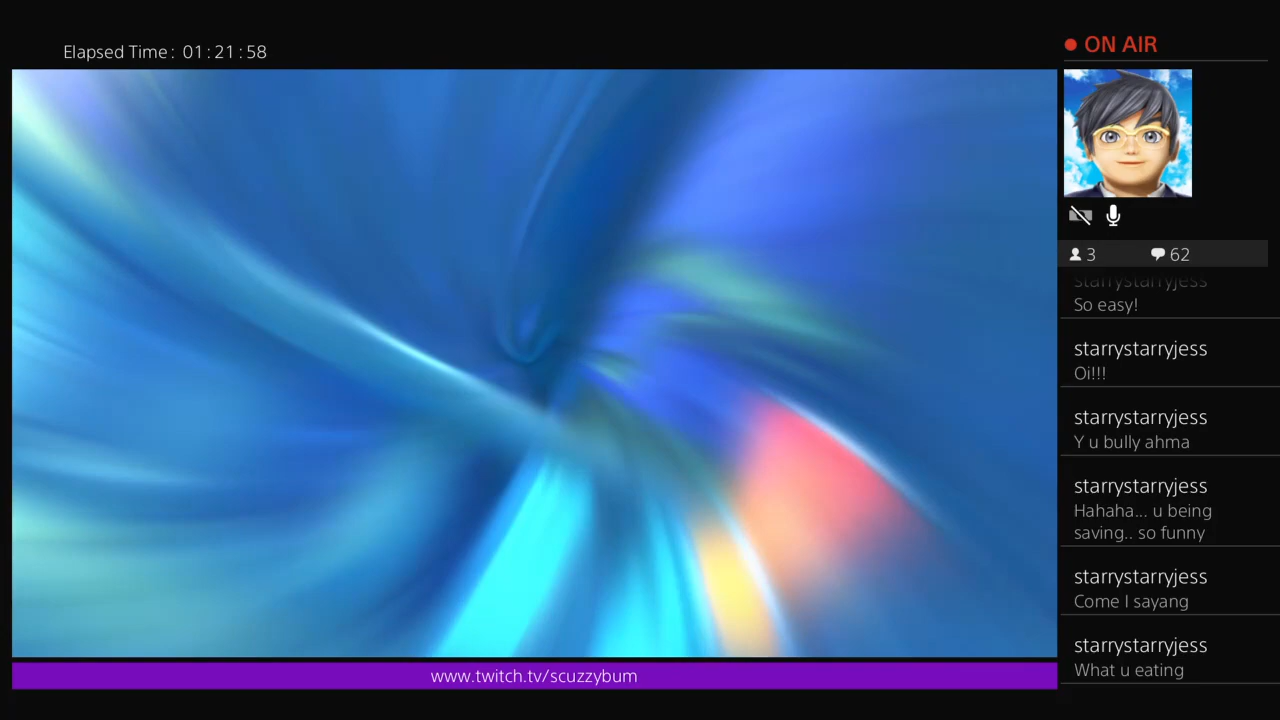 Elapsed Time: 01:21:58
ON AIR
3 62
starrystarryjess
So easy!
starrystarryjess
Oi!!!
starrystarryjess
Y u bully ahma
starrystarryjess
Hahaha... u being
saving.. so funny
starrystarryjess
Come I sayang
starrystarryjess
What u eating
www.twitch.tv/scuzzybum